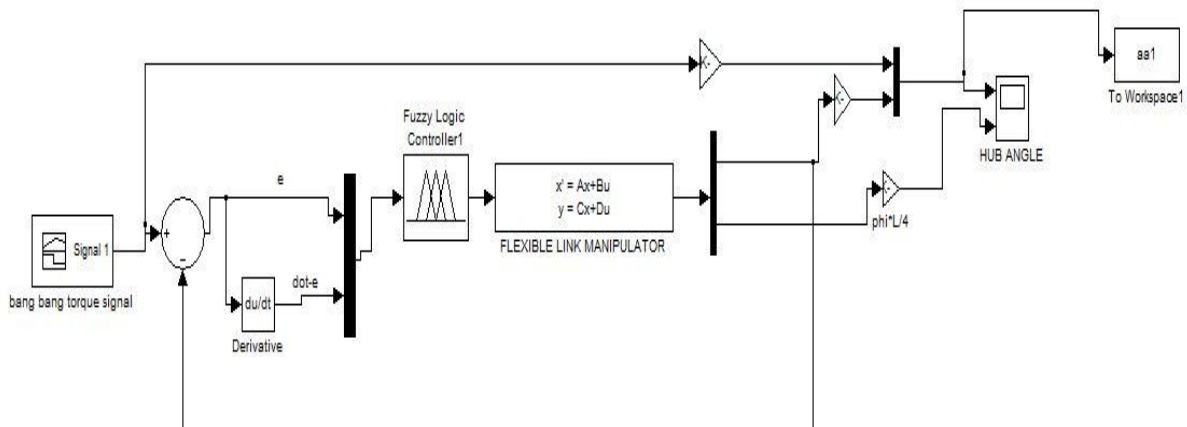 aa1
To Workspace1
HUB ANGLE
Fuzzy Logic
Controller1
x' = Ax+Bu
y = Cx+Du
FLEXIBLE LINK MANIPULATOR
phi*L/4
e
Signal 1
bang bang torque signal
+
−
dot-e
du/dt
Derivative